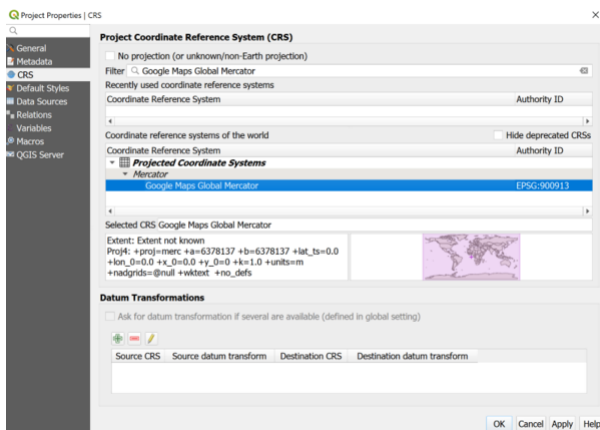 Project Properties | CRS
General
Metadata
CRS
Default Styles
Data Sources
Relations
Variables
Macros
QGIS Server
Project Coordinate Reference System (CRS)
No projection (or unknown/non-Earth projection)
Filter Google Maps Global Mercator
Recently used coordinate reference systems
Coordinate Reference System Authority ID
Coordinate reference systems of the world Hide deprecated CRSs
Coordinate Reference System Authority ID
Projected Coordinate Systems
Mercator
Google Maps Global Mercator EPSG:900913
Selected CRS Google Maps Global Mercator
Extent: Extent not known
Proj4: +proj=merc +a=6378137 +b=6378137 +lat_ts=0.0
+lon_0=0.0 +x_0=0.0 +y_0=0 +k=1.0 +units=m
+nadgrids=@null +wktext +no_defs
Datum Transformations
Ask for datum transformation if several are available (defined in global setting)
Source CRS Source datum transform Destination CRS Destination datum transform
OK Cancel Apply Help